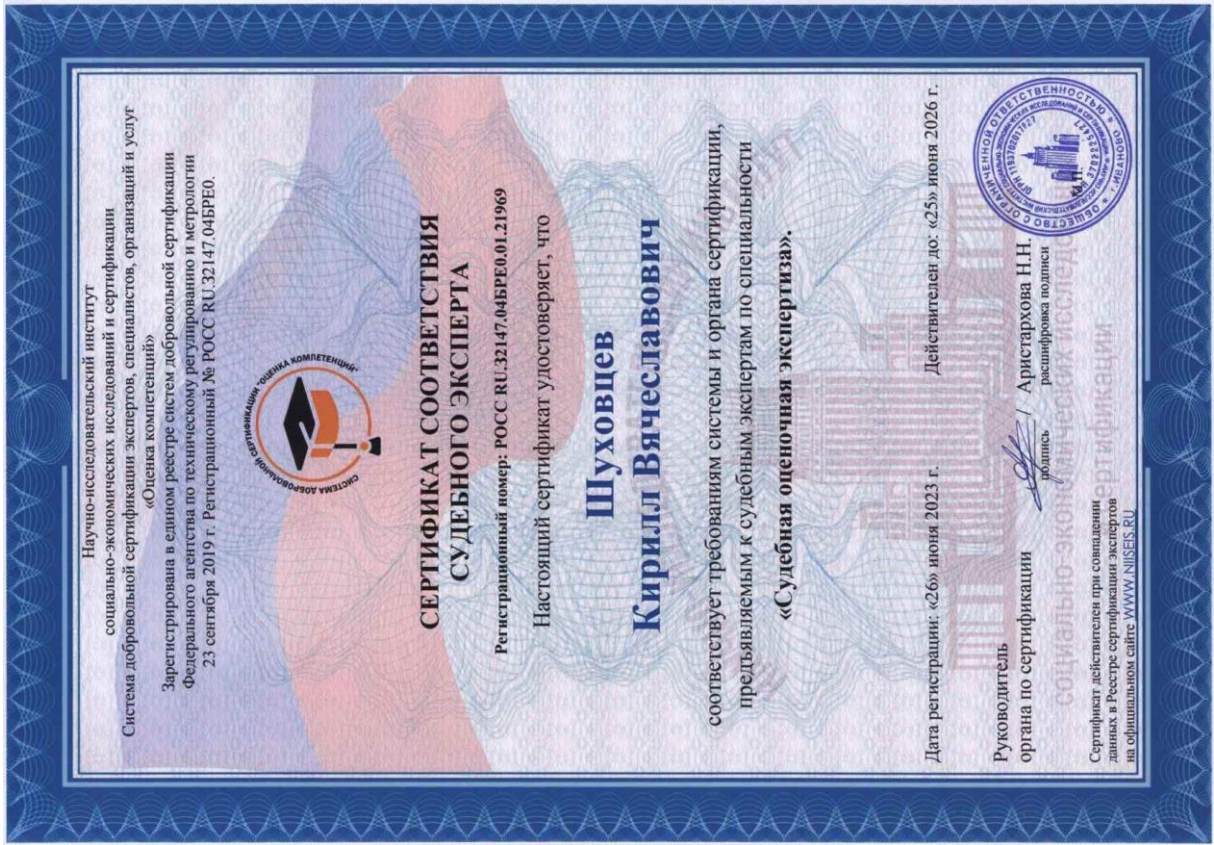 Научно-исследовательский институт
социально-экономических исследований и сертификации
Система добровольной сертификации экспертов, специалистов, организаций и услуг
«Оценка компетенций»
Зарегистрирована в едином реестре систем добровольной сертификации
Федерального агентства по техническому регулированию и метрологии
23 сентября 2019 г. Регистрационный № РОСС RU.32147.04БРЕ0.
СИСТЕМА ДОБРОВОЛЬНОЙ СЕРТИФИКАЦИИ "ОЦЕНКА КОМПЕТЕНЦИЙ"
СЕРТИФИКАТ СООТВЕТСТВИЯ
СУДЕБНОГО ЭКСПЕРТА
Регистрационный номер: РОСС RU.32147.04БРЕ0.01.21969
Настоящий сертификат удостоверяет, что
Шуховцев
Кирилл Вячеславович
соответствует требованиям системы и органа сертификации,
предъявляемым к судебным экспертам по специальности
«Судебная оценочная экспертиза».
Дата регистрации: «26» июня 2023 г. Действителен до: «25» июня 2026 г.
Руководитель
органа по сертификации / Аристархова Н.Н.
подпись расшифровка подписи
М.П.
ОБЩЕСТВО С ОГРАНИЧЕННОЙ ОТВЕТСТВЕННОСТЬЮ * г. ИВАНОВО *
социально-экономических исслед
сертификации
Сертификат действителен при совпадении
данных в Реестре сертификации экспертов
на официальном сайте WWW.NIISEIS.RU